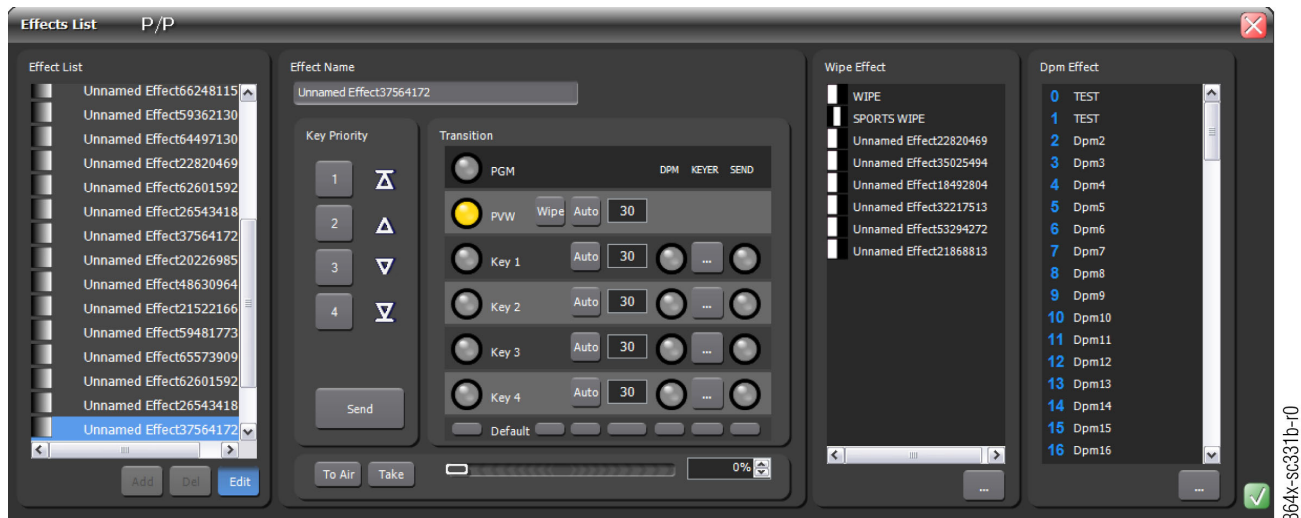 Effects List P/P
Effect List
Unnamed Effect66248115
Unnamed Effect59362130
Unnamed Effect64497130
Unnamed Effect22820469
Unnamed Effect62601592
Unnamed Effect26543418
Unnamed Effect37564172
Unnamed Effect20226985
Unnamed Effect48630964
Unnamed Effect21522166
Unnamed Effect59481773
Unnamed Effect65573909
Unnamed Effect62601592
Unnamed Effect26543418
Unnamed Effect37564172
Add Del Edit
Effect Name
Unnamed Effect37564172
Key Priority
1
2
3
4
Send
Transition
PGM DPM KEYER SEND
PVW Wipe Auto 30
Key 1 Auto 30 ...
Key 2 Auto 30 ...
Key 3 Auto 30 ...
Key 4 Auto 30 ...
Default
To Air Take 0%
Wipe Effect
WIPE
SPORTS WIPE
Unnamed Effect22820469
Unnamed Effect35025494
Unnamed Effect18492804
Unnamed Effect32217513
Unnamed Effect53294272
Unnamed Effect21868813
...
Dpm Effect
0 TEST
1 TEST
2 Dpm2
3 Dpm3
4 Dpm4
5 Dpm5
6 Dpm6
7 Dpm7
8 Dpm8
9 Dpm9
10 Dpm10
11 Dpm11
12 Dpm12
13 Dpm13
14 Dpm14
15 Dpm15
16 Dpm16
...
864x-sc331b-r0